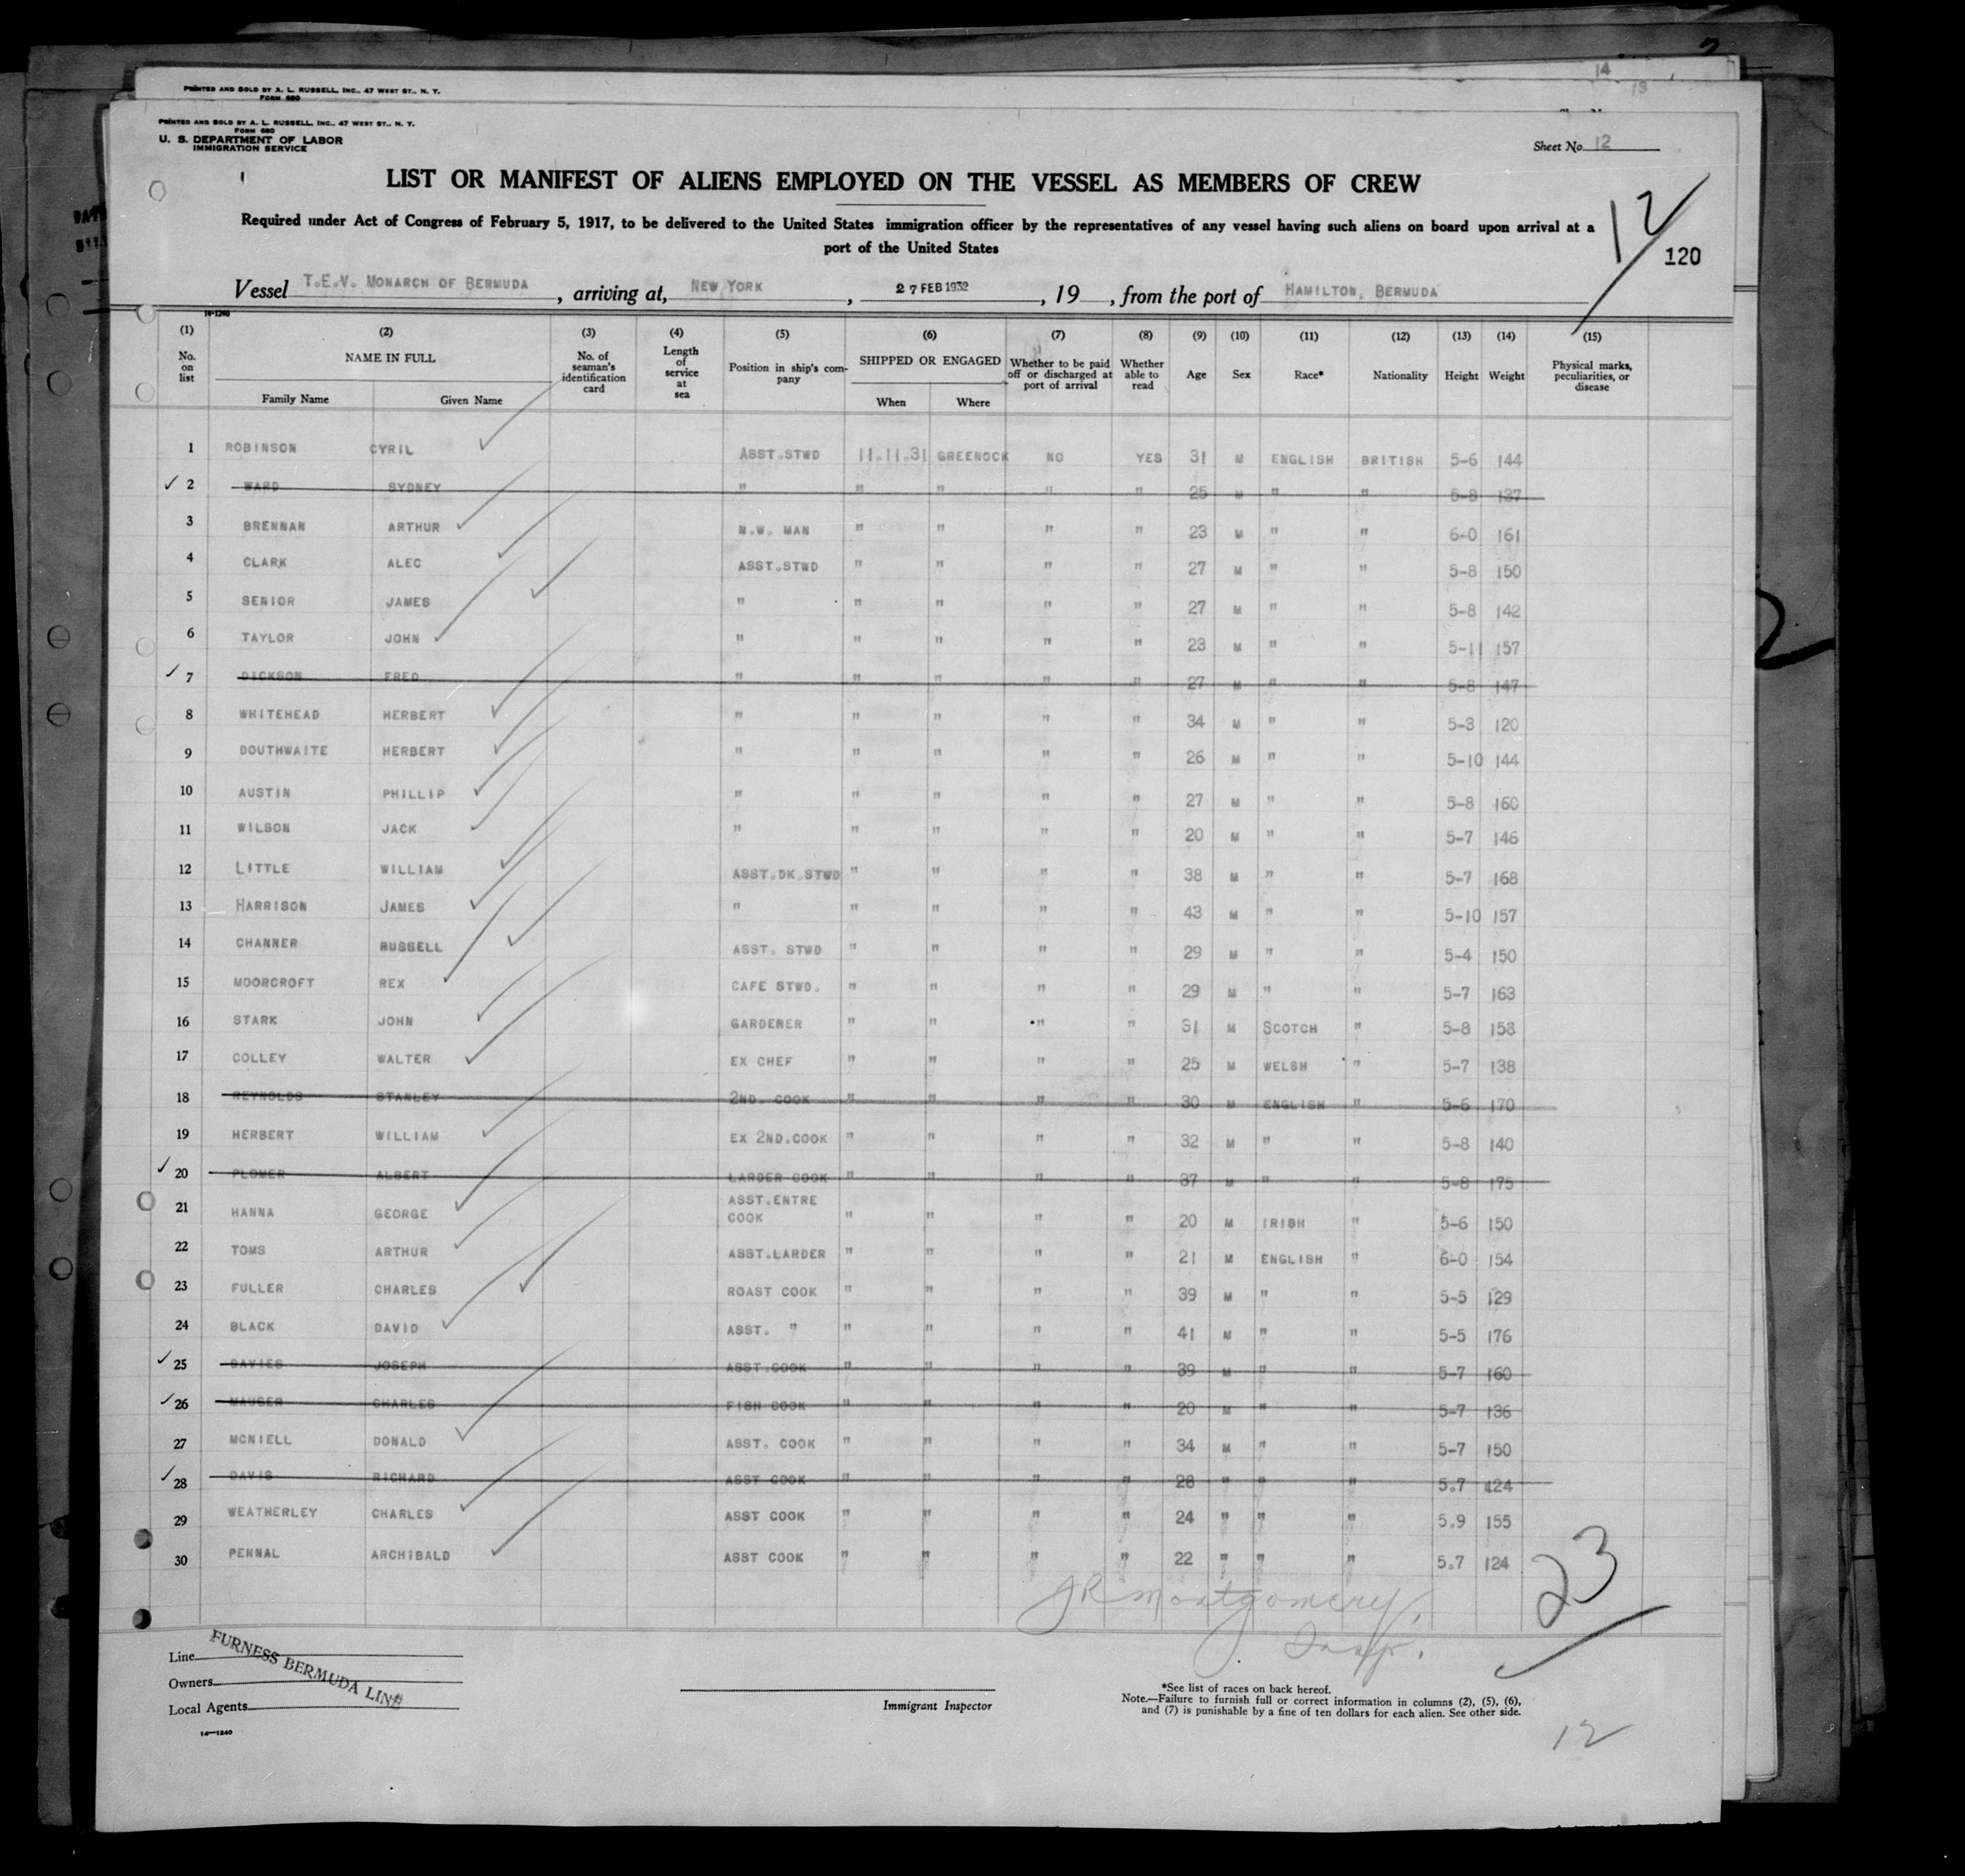 PRINTED AND SOLD BY A. L. RUSSELL, INC., 47 WEST ST., N. Y.
FORM 680
14
13
PRINTED AND SOLD BY A. L. RUSSELL, INC., 47 WEST ST., N. Y.
FORM 680
U. S. DEPARTMENT OF LABOR
IMMIGRATION SERVICE
Sheet No. 12
LIST OR MANIFEST OF ALIENS EMPLOYED ON THE VESSEL AS MEMBERS OF CREW
Required under Act of Congress of February 5, 1917, to be delivered to the United States immigration officer by the representatives of any vessel having such aliens on board upon arrival at a
port of the United States
12
120
Vessel T.E.V. MONARCH OF BERMUDA, arriving at, NEW YORK, 27 FEB 1932, 19 , from the port of HAMILTON, BERMUDA
14-1240
(1) (2) (3) (4) (5) (6) (7) (8) (9) (10) (11) (12) (13) (14) (15)
No. on list NAME IN FULL Family Name Given Name No. of seaman's identification card Length of service at sea Position in ship's company SHIPPED OR ENGAGED When Where Whether to be paid off or discharged at port of arrival Whether able to read Age Sex Race* Nationality Height Weight Physical marks, peculiarities, or disease
1 ROBINSON CYRIL ASST.STWD 11.11.31 GREENOCK NO YES 31 M ENGLISH BRITISH 5-6 144
2 WARD SYDNEY " " " " " 25 M " " 5-8 137
3 BRENNAN ARTHUR N.W. MAN " " " " 23 M " " 6-0 161
4 CLARK ALEC ASST.STWD " " " " 27 M " " 5-8 150
5 SENIOR JAMES " " " " " 27 M " " 5-8 142
6 TAYLOR JOHN " " " " " 23 M " " 5-11 157
7 DICKSON FRED " " " " " 27 M " " 5-8 147
8 WHITEHEAD HERBERT " " " " " 34 M " " 5-3 120
9 DOUTHWAITE HERBERT " " " " " 26 M " " 5-10 144
10 AUSTIN PHILLIP " " " " " 27 M " " 5-8 160
11 WILSON JACK " " " " " 20 M " " 5-7 146
12 LITTLE WILLIAM ASST.DK STWD " " " " 38 M " " 5-7 168
13 HARRISON JAMES " " " " " 43 M " " 5-10 157
14 CHANNER RUSSELL ASST. STWD " " " " 29 M " " 5-4 150
15 MOORCROFT REX CAFE STWD. " " " " 29 M " " 5-7 163
16 STARK JOHN GARDENER " " " " 31 M SCOTCH " 5-8 158
17 COLLEY WALTER EX CHEF " " " " 25 M WELSH " 5-7 138
18 REYNOLDS STANLEY 2ND. COOK " " " " 30 M ENGLISH " 5-6 170
19 HERBERT WILLIAM EX 2ND.COOK " " " " 32 M " " 5-8 140
20 PLOMER ALBERT LARDER COOK " " " " 37 M " " 5-8 175
21 HANNA GEORGE ASST.ENTRE COOK " " " " 20 M IRISH " 5-6 150
22 TOMS ARTHUR ASST.LARDER " " " " 21 M ENGLISH " 6-0 154
23 FULLER CHARLES ROAST COOK " " " " 39 M " " 5-5 129
24 BLACK DAVID ASST. " " " " " 41 M " " 5-5 176
25 DAVIES JOSEPH ASST.COOK " " " " 39 M " " 5-7 160
26 MAUGER CHARLES FISH COOK " " " " 20 M " " 5-7 136
27 MCNIELL DONALD ASST. COOK " " " " 34 M " " 5-7 150
28 DAVIS RICHARD ASST COOK " " " " 28 " " " 5.7 124
29 WEATHERLEY CHARLES ASST COOK " " " " 24 " " " 5.9 155
30 PENNAL ARCHIBALD ASST COOK " " " " 22 " " " 5.7 124
23
JR Montgomery
Insp.
Line
Owners
Local Agents
FURNESS BERMUDA LINE
14-1240
Immigrant Inspector
*See list of races on back hereof.
Note.—Failure to furnish full or correct information in columns (2), (5), (6),
and (7) is punishable by a fine of ten dollars for each alien. See other side.
12